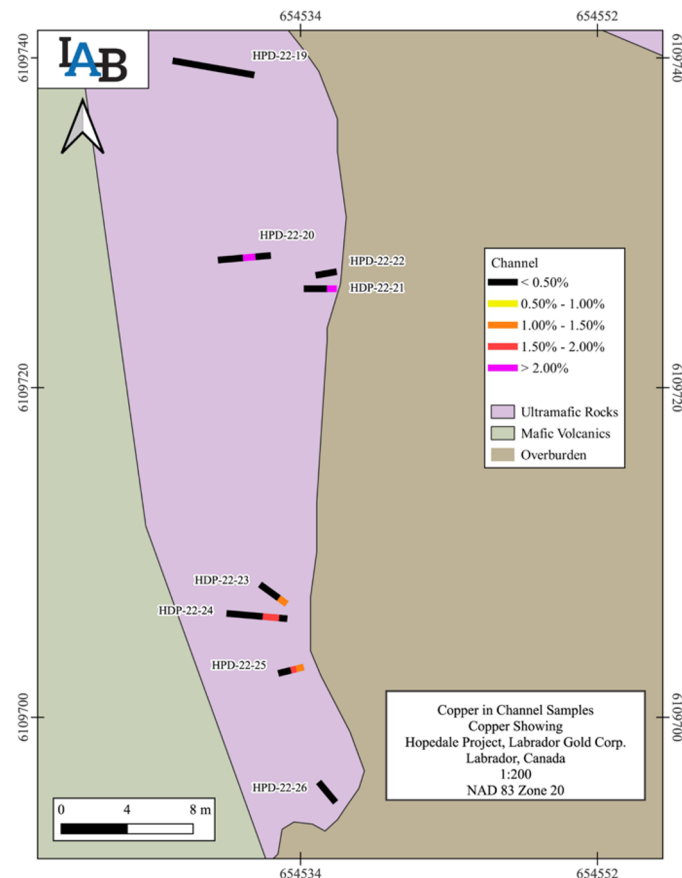 654534
654552
6109740
6109740
LAB
HPD-22-19
HPD-22-20
HPD-22-22
HDP-22-21
Channel
< 0.50%
0.50% - 1.00%
1.00% - 1.50%
1.50% - 2.00%
> 2.00%
Ultramafic Rocks
Mafic Volcanics
Overburden
6109720
6109720
HDP-22-23
HDP-22-24
HPD-22-25
6109700
6109700
Copper in Channel Samples
Copper Showing
Hopedale Project, Labrador Gold Corp.
Labrador, Canada
1:200
NAD 83 Zone 20
HPD-22-26
0 4 8 m
654534
654552